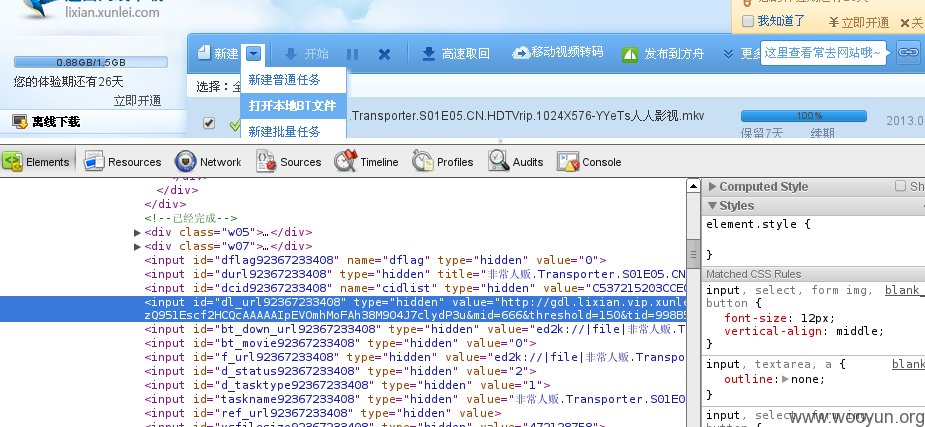 lixian.xunlei.com
我知道了 立即开通 关
0.88GB/1.5GB
您的体验期还有26天
立即开通
离线下载
新建 开始 高速取回 移动视频转码 发布到方舟 更多
这里查看常去网站哦~
新建普通任务
打开本地BT文件
新建批量任务
选择: 全
.Transporter.S01E05.CN.HDTVrip.1024X576-YYeTs人人影视.mkv
100%
保留7天 续期
2013.0
Elements Resources Network Sources Timeline Profiles Audits Console
</div>
</div>
<!--已经完成-->
<div class="w05">…</div>
<div class="w07">…</div>
<input id="dflag92367233408" name="dflag" type="hidden" value="0">
<input id="durl92367233408" type="hidden" title="非常人贩.Transporter.S01E05.CN
<input id="dcid92367233408" name="cidlist" type="hidden" value="C537215203CCE
<input id="dl_url92367233408" type="hidden" value="http://gdl.lixian.vip.xunle
zQ951Escf2HCQcAAAAAIpEVOmhMoFAh38M9O4J7clydP3u&mid=666&threshold=150&tid=998B5
<input id="bt_down_url92367233408" type="hidden" value="ed2k://|file|非常人贩.T
<input id="bt_movie92367233408" type="hidden" value="0">
<input id="f_url92367233408" type="hidden" value="ed2k://|file|非常人贩.Transpo
<input id="d_status92367233408" type="hidden" value="2">
<input id="d_tasktype92367233408" type="hidden" value="1">
<input id="taskname92367233408" type="hidden" value="非常人贩.Transporter.S01E0
<input id="ref_url92367233408" type="hidden" value>
Computed Style Sh
Styles
element.style {
}
Matched CSS Rules
input, select, form img, blank_
button {
font-size: 12px;
vertical-align: middle;
}
input, textarea, a { blank
outline: none;
}
input, select, form img, blank
button {
www.wooyun.org